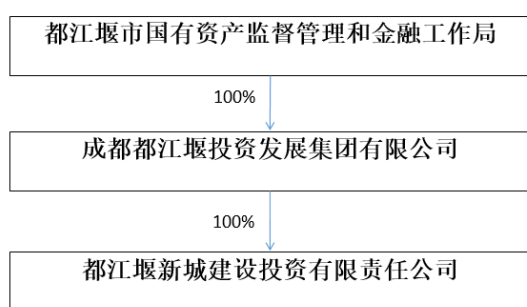 都江堰市国有资产监督管理和金融工作局
100%
成都都江堰投资发展集团有限公司
100%
都江堰新城建设投资有限责任公司